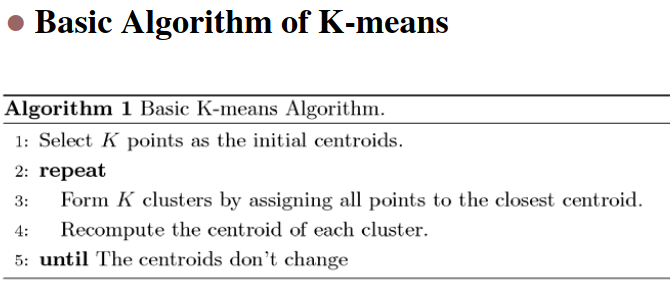 • Basic Algorithm of K-means
Algorithm 1 Basic K-means Algorithm.
1: Select K points as the initial centroids.
2: repeat
3: Form K clusters by assigning all points to the closest centroid.
4: Recompute the centroid of each cluster.
5: until The centroids don't change